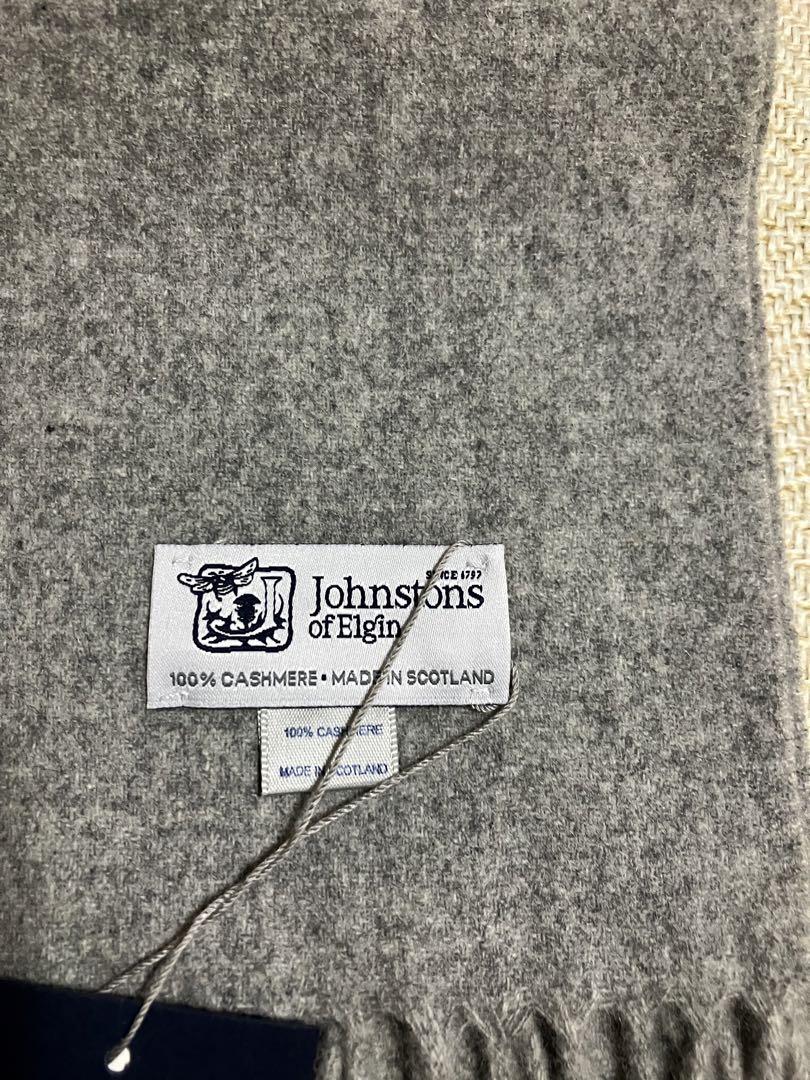 SINCE 1797
Johnstons
of Elgin
100% CASHMERE • MADE IN SCOTLAND
100% CASHMERE
MADE IN SCOTLAND